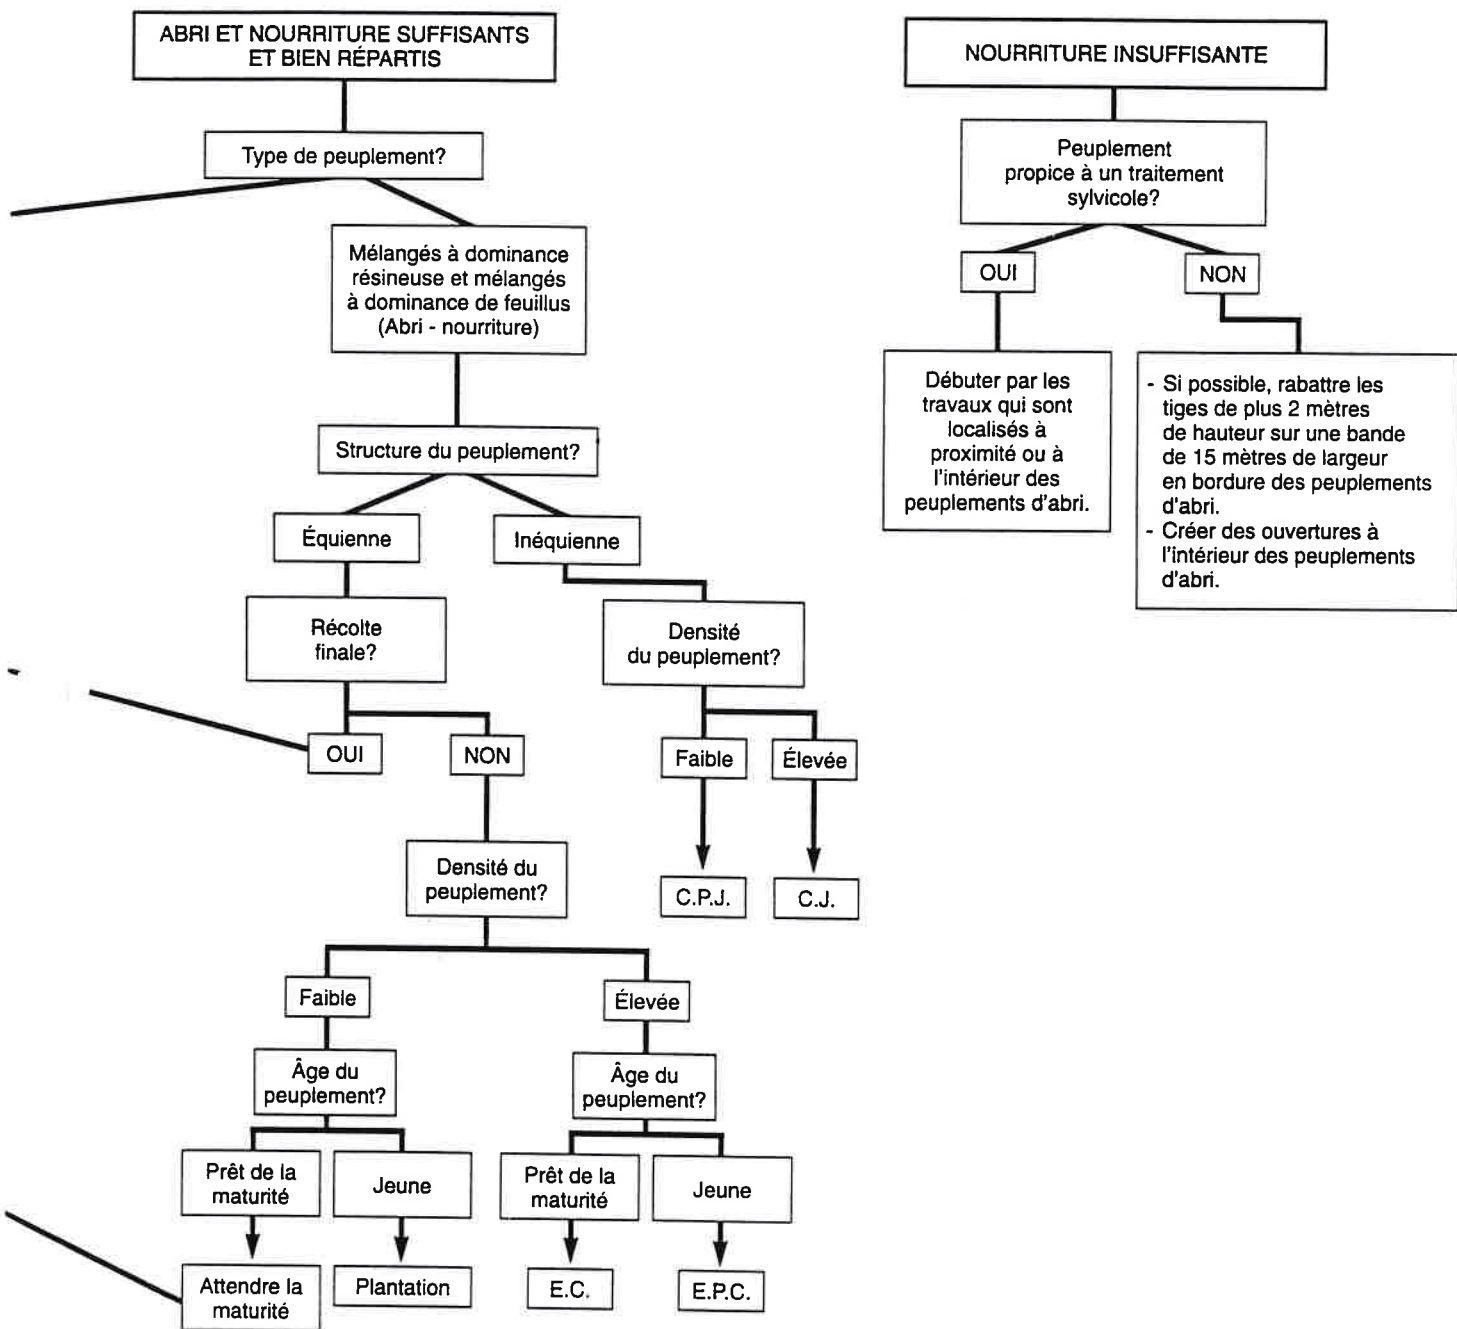 ABRI ET NOURRITURE SUFFISANTS
ET BIEN RÉPARTIS
Type de peuplement?
Mélangés à dominance
résineuse et mélangés
à dominance de feuillus
(Abri - nourriture)
Structure du peuplement?
Équienne
Inéquienne
Récolte
finale?
Densité
du peuplement?
OUI
NON
Faible
Élevée
Densité du
peuplement?
C.P.J.
C.J.
Faible
Élevée
Âge du
peuplement?
Âge du
peuplement?
Prêt de la
maturité
Jeune
Prêt de la
maturité
Jeune
Attendre la
maturité
Plantation
E.C.
E.P.C.
NOURRITURE INSUFFISANTE
Peuplement
propice à un traitement
sylvicole?
OUI
NON
Débuter par les
travaux qui sont
localisés à
proximité ou à
l'intérieur des
peuplements d'abri.
- Si possible, rabattre les
tiges de plus 2 mètres
de hauteur sur une bande
de 15 mètres de largeur
en bordure des peuplements
d'abri.
- Créer des ouvertures à
l'intérieur des peuplements
d'abri.